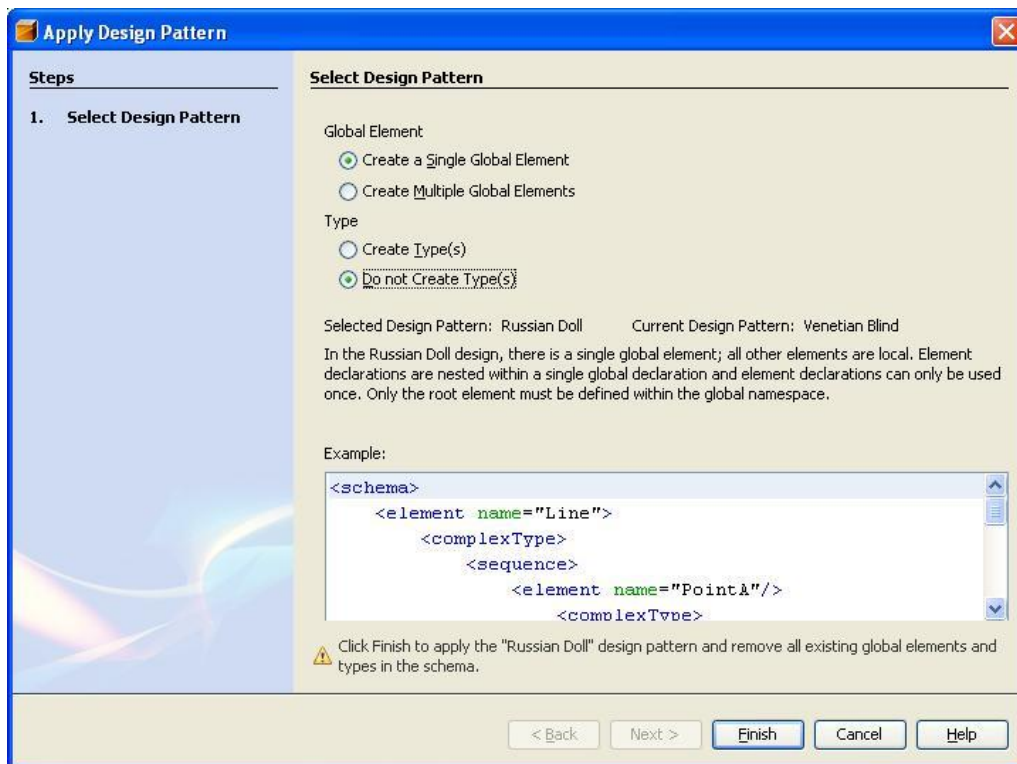 Apply Design Pattern
Steps
1. Select Design Pattern
Select Design Pattern
Global Element
Create a Single Global Element
Create Multiple Global Elements
Type
Create Type(s)
Do not Create Type(s)
Selected Design Pattern: Russian Doll Current Design Pattern: Venetian Blind
In the Russian Doll design, there is a single global element; all other elements are local. Element
declarations are nested within a single global declaration and element declarations can only be used
once. Only the root element must be defined within the global namespace.
Example:
<schema>
<element name="Line">
<complexType>
<sequence>
<element name="PointA"/>
<complexType>
Click Finish to apply the "Russian Doll" design pattern and remove all existing global elements and
types in the schema.
< Back Next > Finish Cancel Help